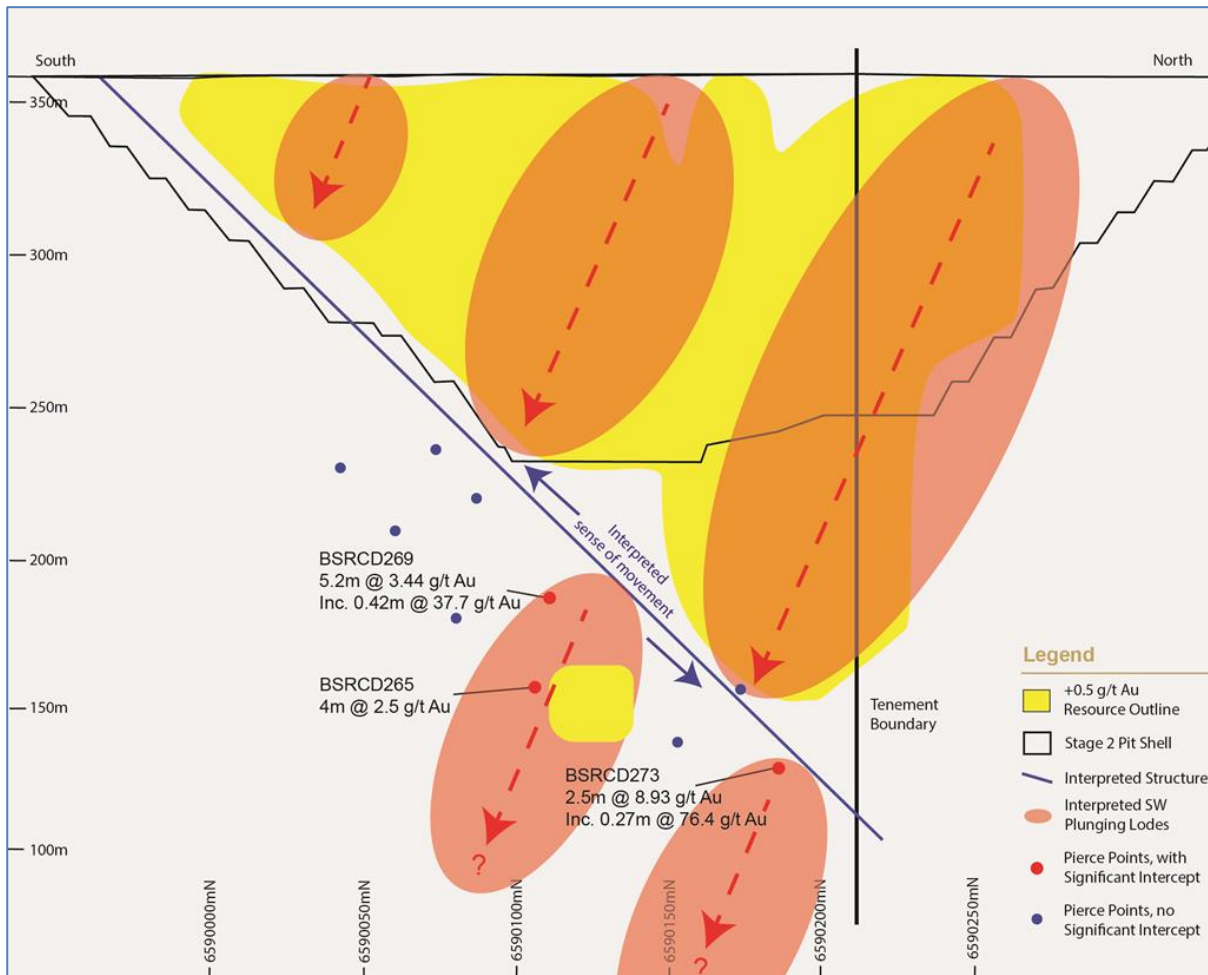 South
North
350m
300m
250m
200m
150m
100m
Interpreted
sense of movement
BSRCD269
5.2m @ 3.44 g/t Au
Inc. 0.42m @ 37.7 g/t Au
BSRCD265
4m @ 2.5 g/t Au
BSRCD273
2.5m @ 8.93 g/t Au
Inc. 0.27m @ 76.4 g/t Au
?
?
Tenement
Boundary
Legend
+0.5 g/t Au
Resource Outline
Stage 2 Pit Shell
Interpreted Structure
Interpreted SW
Plunging Lodes
Pierce Points, with
Significant Intercept
Pierce Points, no
Significant Intercept
6590000mN
6590050mN
6590100mN
6590150mN
6590200mN
6590250mN